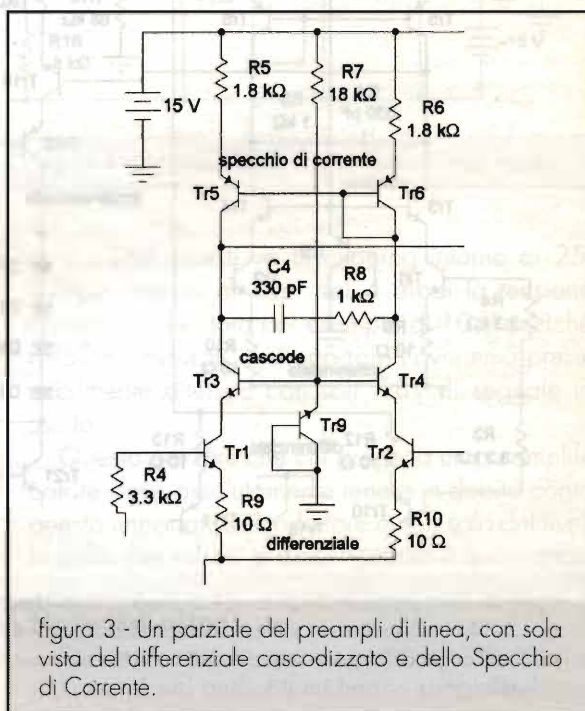 R5
1.8 kΩ
R7
18 kΩ
R6
1.8 kΩ
15 V
specchio di corrente
Tr5
Tr6
C4
330 pF
R8
1 kΩ
cascode
Tr3
Tr4
Tr9
Tr1
Tr2
R4
3.3 kΩ
R9
10 Ω
R10
10 Ω
differenziale
figura 3 - Un parziale del preampli di linea, con sola
vista del differenziale cascodizzato e dello Specchio
di Corrente.